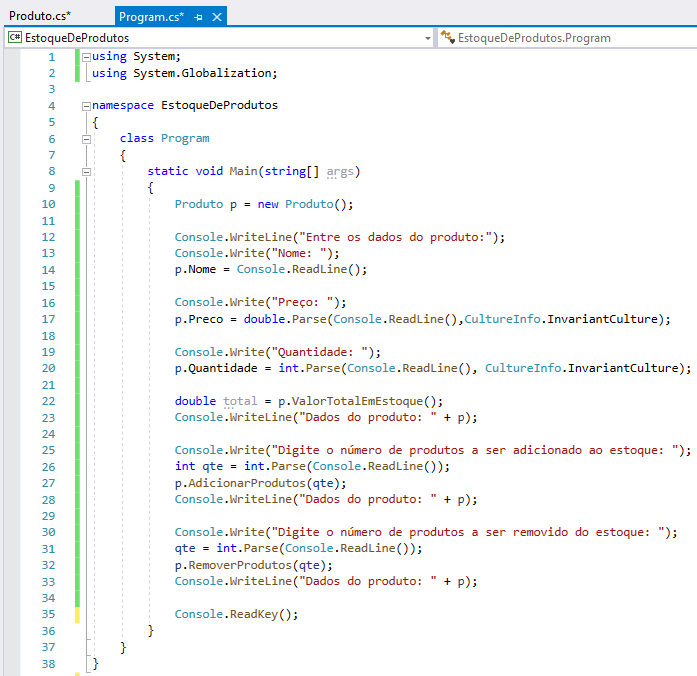 Produto.cs*
Program.cs*
C# EstoqueDeProdutos
EstoqueDeProdutos.Program
1 using System;
2 using System.Globalization;
3
4 namespace EstoqueDeProdutos
5 {
6 class Program
7 {
8 static void Main(string[] args)
9 {
10 Produto p = new Produto();
11
12 Console.WriteLine("Entre os dados do produto:");
13 Console.Write("Nome: ");
14 p.Nome = Console.ReadLine();
15
16 Console.Write("Preço: ");
17 p.Preco = double.Parse(Console.ReadLine(),CultureInfo.InvariantCulture);
18
19 Console.Write("Quantidade: ");
20 p.Quantidade = int.Parse(Console.ReadLine(), CultureInfo.InvariantCulture);
21
22 double total = p.ValorTotalEmEstoque();
23 Console.WriteLine("Dados do produto: " + p);
24
25 Console.Write("Digite o número de produtos a ser adicionado ao estoque: ");
26 int qte = int.Parse(Console.ReadLine());
27 p.AdicionarProdutos(qte);
28 Console.WriteLine("Dados do produto: " + p);
29
30 Console.Write("Digite o número de produtos a ser removido do estoque: ");
31 qte = int.Parse(Console.ReadLine());
32 p.RemoverProdutos(qte);
33 Console.WriteLine("Dados do produto: " + p);
34
35 Console.ReadKey();
36 }
37 }
38 }